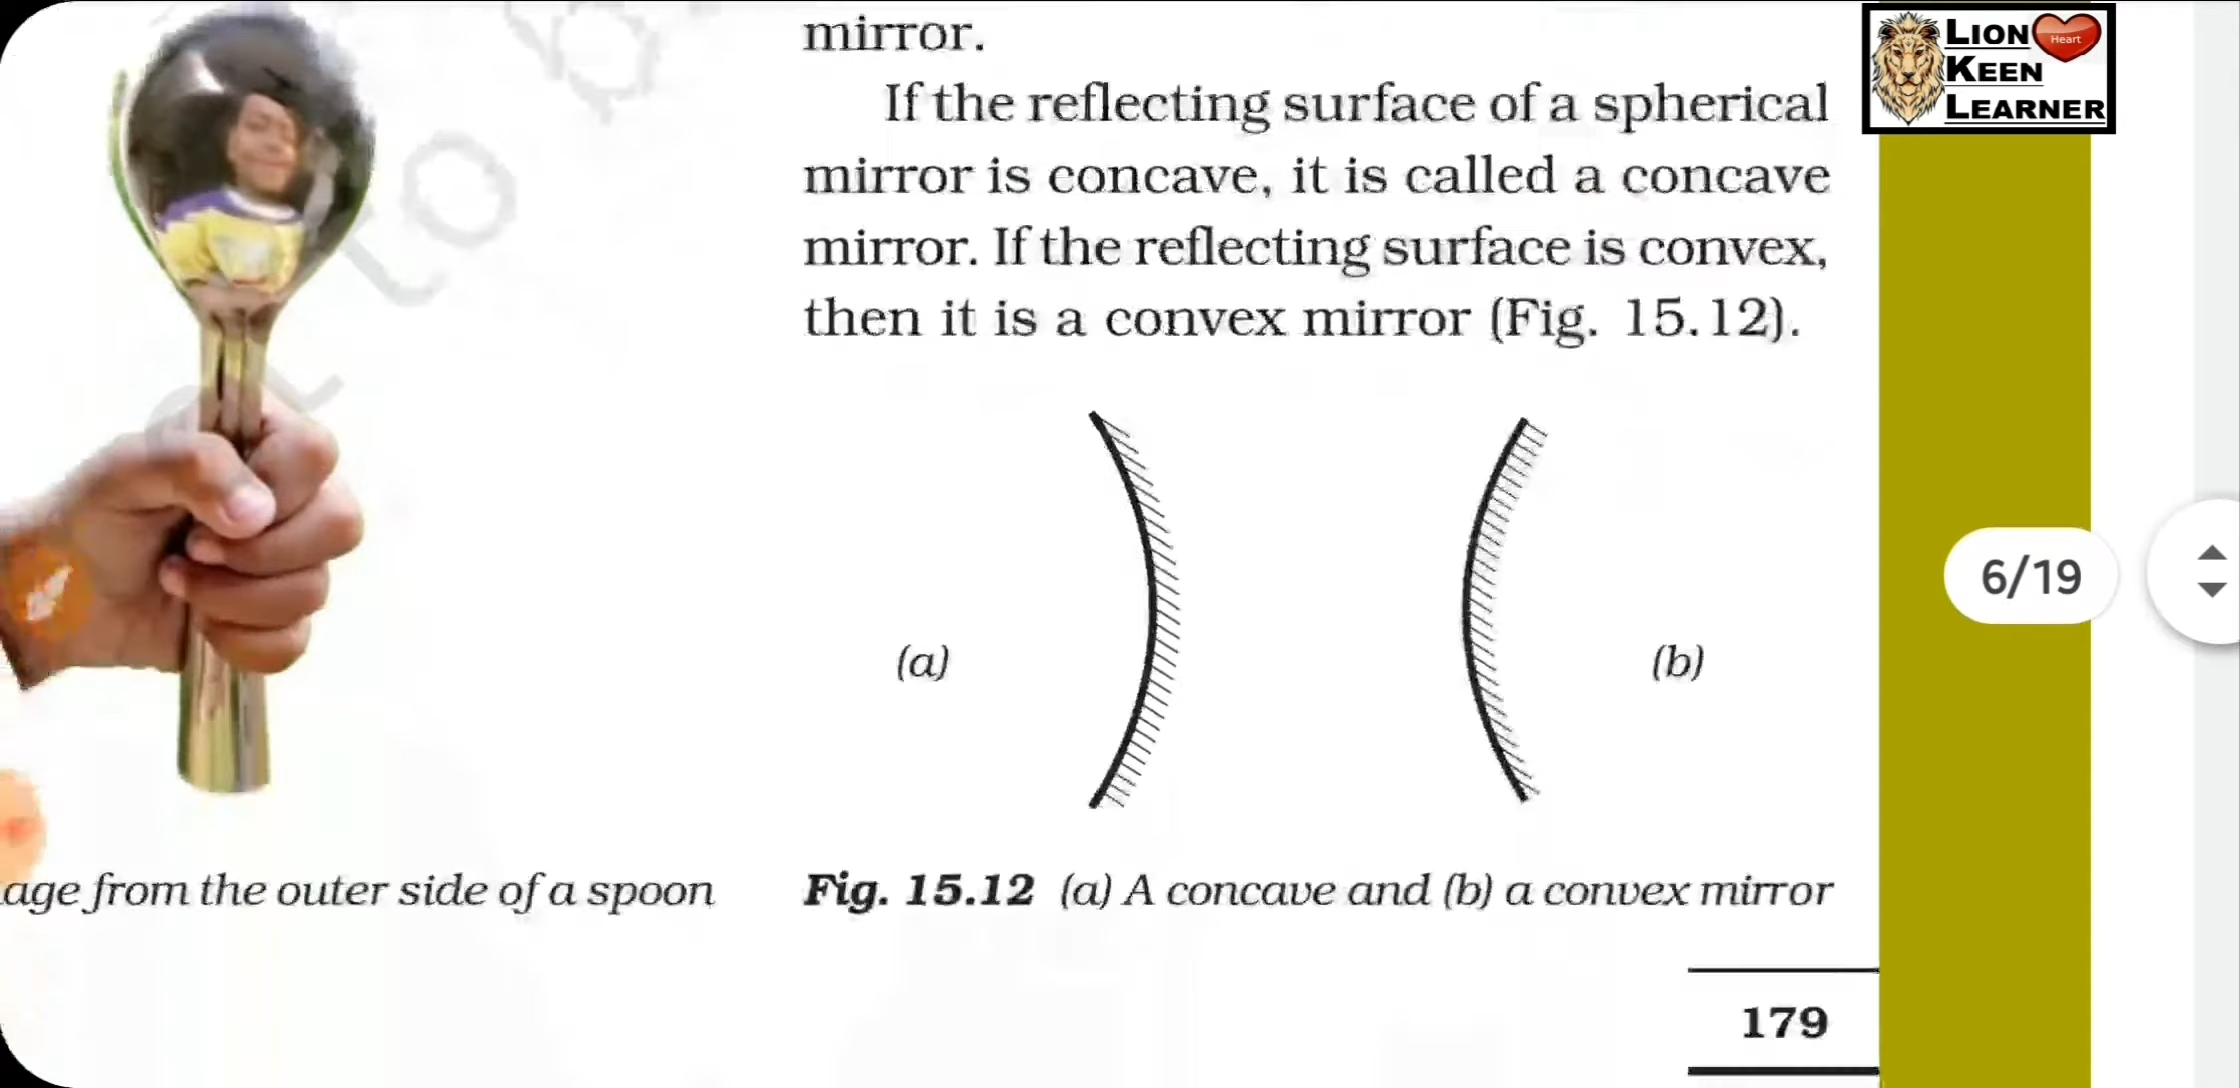 mirror.
If the reflecting surface of a spherical
mirror is concave, it is called a concave
mirror. If the reflecting surface is convex,
then it is a convex mirror (Fig. 15.12).
(a)
(b)
from the outer side of a spoon
Fig. 15.12 (a) A concave and (b) a convex mirror
179
LION
Heart
KEEN
LEARNER
6/19